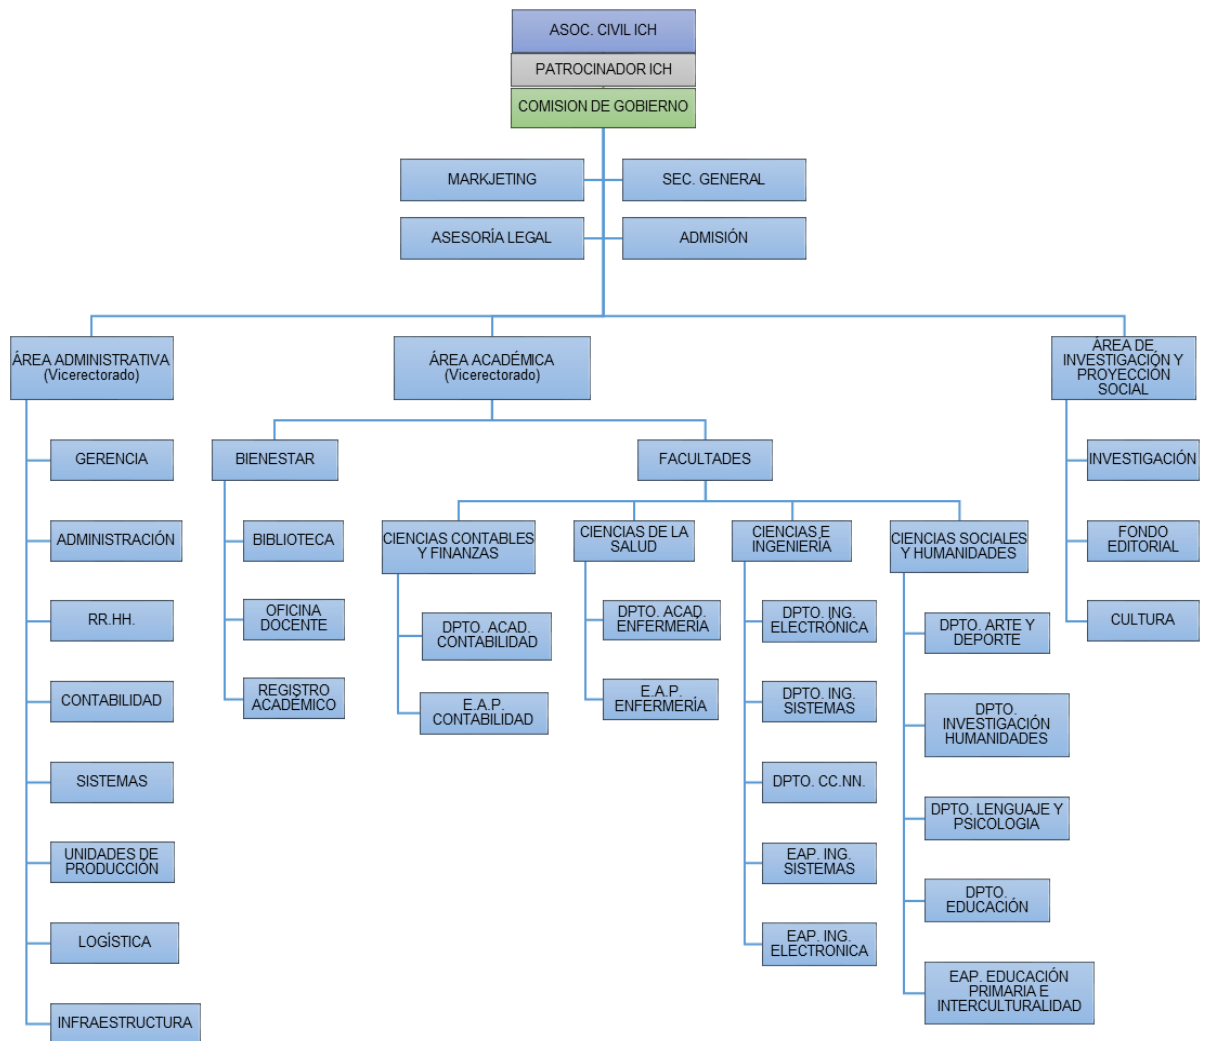 ASOC. CIVIL ICH
PATROCINADOR ICH
COMISION DE GOBIERNO
MARKJETING
SEC. GENERAL
ASESORÍA LEGAL
ADMISIÓN
ÁREA ADMINISTRATIVA
(Vicerectorado)
ÁREA ACADÉMICA
(Vicerectorado)
ÁREA DE
INVESTIGACIÓN Y
PROYECCIÓN
SOCIAL
GERENCIA
ADMINISTRACIÓN
RR.HH.
CONTABILIDAD
SISTEMAS
UNIDADES DE
PRODUCCIÓN
LOGÍSTICA
INFRAESTRUCTURA
BIENESTAR
BIBLIOTECA
OFICINA
DOCENTE
REGISTRO
ACADÉMICO
FACULTADES
CIENCIAS CONTABLES
Y FINANZAS
DPTO. ACAD.
CONTABILIDAD
E.A.P.
CONTABILIDAD
CIENCIAS DE LA
SALUD
DPTO. ACAD.
ENFERMERÍA
E.A.P.
ENFERMERÍA
CIENCIAS E
INGENIERÍA
DPTO. ING.
ELECTRÓNICA
DPTO. ING.
SISTEMAS
DPTO. CC.NN.
EAP. ING.
SISTEMAS
EAP. ING.
ELECTRONICA
CIENCIAS SOCIALES
Y HUMANIDADES
DPTO. ARTE Y
DEPORTE
DPTO.
INVESTIGACIÓN
HUMANIDADES
DPTO. LENGUAJE Y
PSICOLOGIA
DPTO.
EDUCACIÓN
EAP. EDUCACIÓN
PRIMARIA E
INTERCULTURALIDAD
INVESTIGACIÓN
FONDO
EDITORIAL
CULTURA